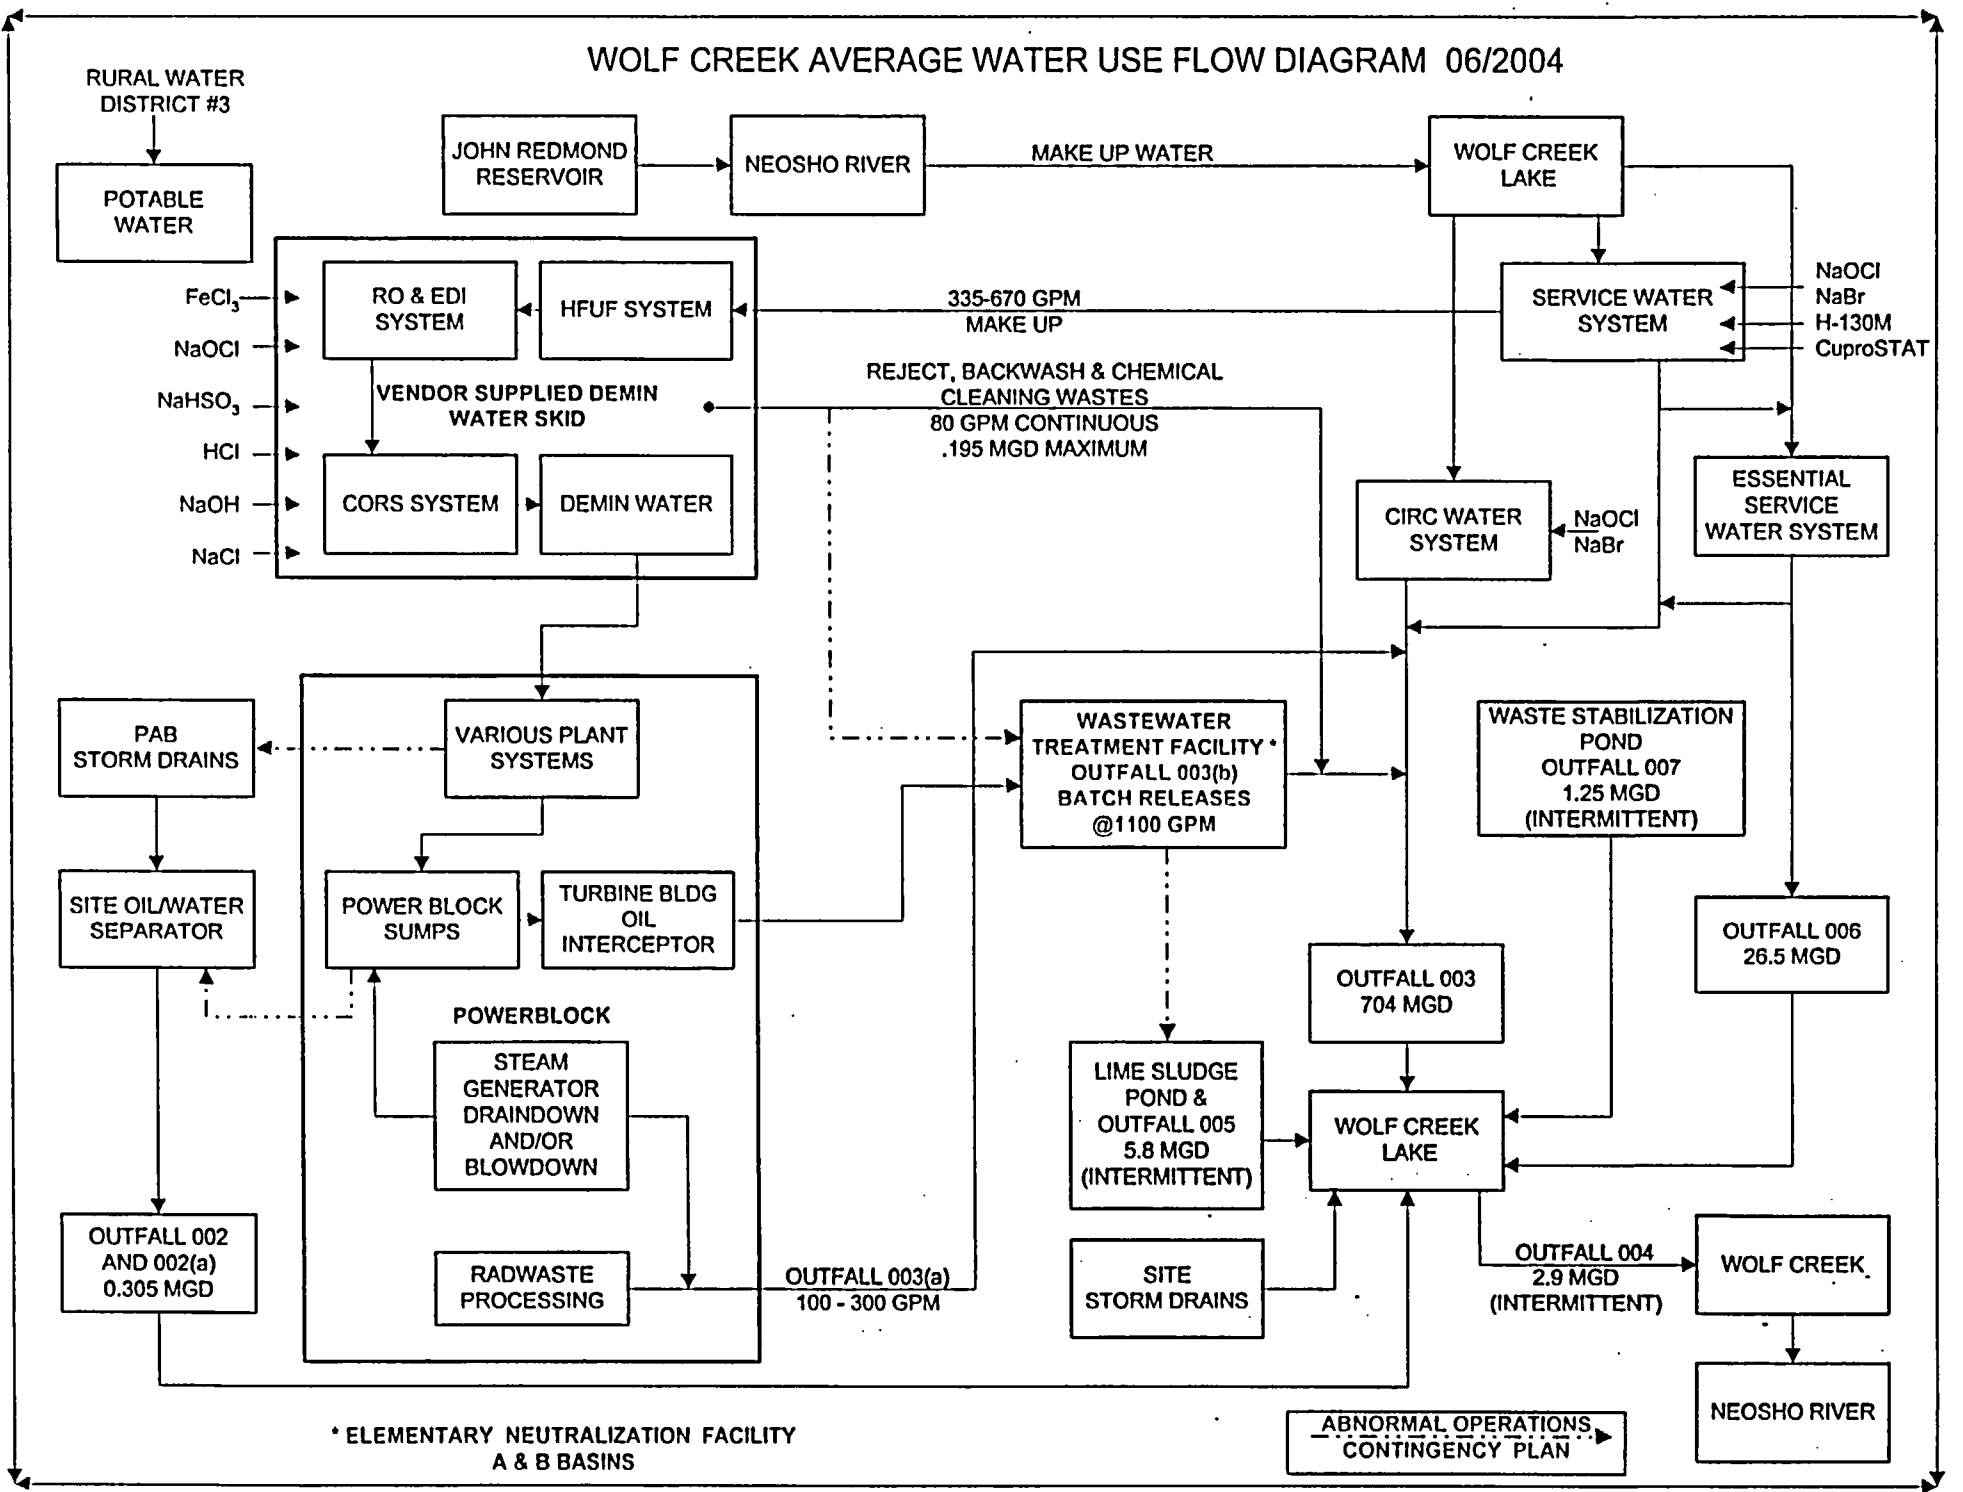 WOLF CREEK AVERAGE WATER USE FLOW DIAGRAM 06/2004
RURAL WATER
DISTRICT #3
POTABLE
WATER
JOHN REDMOND
RESERVOIR
NEOSHO RIVER
MAKE UP WATER
WOLF CREEK
LAKE
FeCl3
NaOCl
NaHSO3
HCl
NaOH
NaCl
RO & EDI
SYSTEM
HFUF SYSTEM
VENDOR SUPPLIED DEMIN
WATER SKID
CORS SYSTEM
DEMIN WATER
335-670 GPM
MAKE UP
REJECT, BACKWASH & CHEMICAL
CLEANING WASTES
80 GPM CONTINUOUS
.195 MGD MAXIMUM
SERVICE WATER
SYSTEM
NaOCl
NaBr
H-130M
CuproSTAT
CIRC WATER
SYSTEM
NaOCl
NaBr
ESSENTIAL
SERVICE
WATER SYSTEM
PAB
STORM DRAINS
VARIOUS PLANT
SYSTEMS
WASTEWATER
TREATMENT FACILITY *
OUTFALL 003(b)
BATCH RELEASES
@1100 GPM
WASTE STABILIZATION
POND
OUTFALL 007
1.25 MGD
(INTERMITTENT)
SITE OIL/WATER
SEPARATOR
POWER BLOCK
SUMPS
TURBINE BLDG
OIL
INTERCEPTOR
OUTFALL 003
704 MGD
OUTFALL 006
26.5 MGD
POWERBLOCK
STEAM
GENERATOR
DRAINDOWN
AND/OR
BLOWDOWN
LIME SLUDGE
POND &
OUTFALL 005
5.8 MGD
(INTERMITTENT)
WOLF CREEK
LAKE
OUTFALL 002
AND 002(a)
0.305 MGD
RADWASTE
PROCESSING
OUTFALL 003(a)
100 - 300 GPM
SITE
STORM DRAINS
OUTFALL 004
2.9 MGD
(INTERMITTENT)
WOLF CREEK
NEOSHO RIVER
* ELEMENTARY NEUTRALIZATION FACILITY
A & B BASINS
ABNORMAL OPERATIONS
CONTINGENCY PLAN